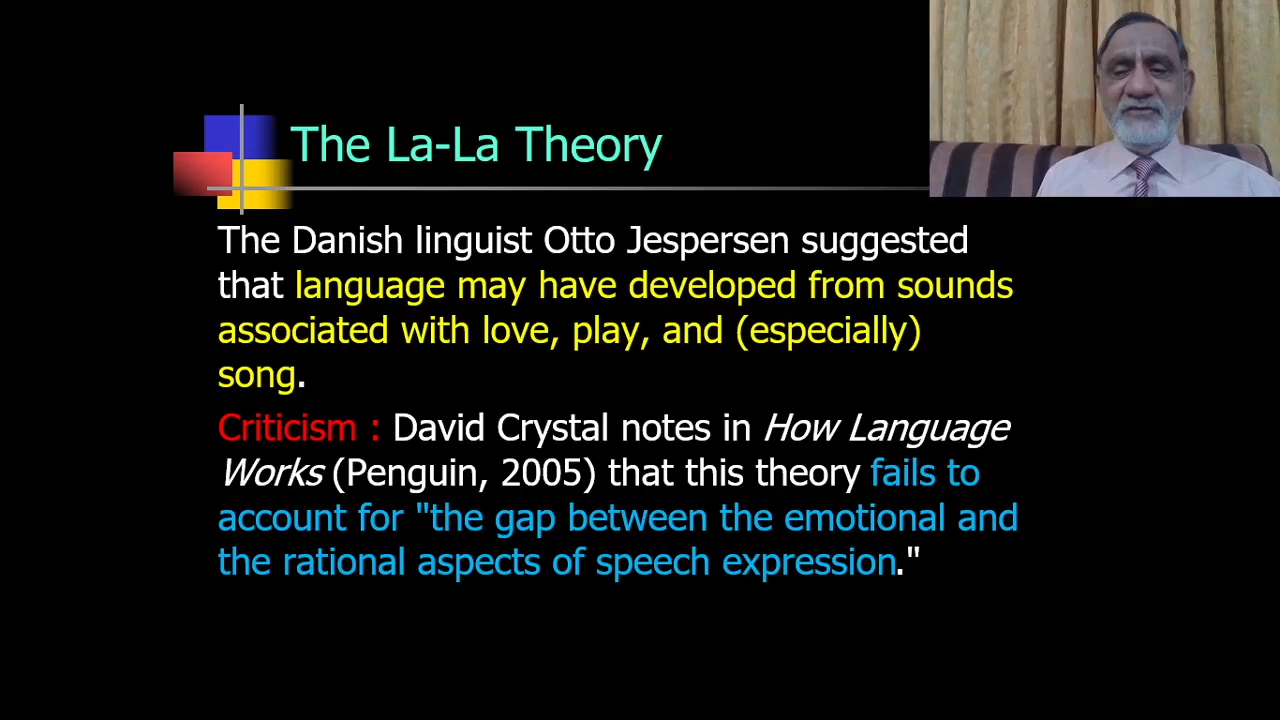 The La-La Theory
The Danish linguist Otto Jespersen suggested
that language may have developed from sounds
associated with love, play, and (especially)
song.
Criticism : David Crystal notes in How Language
Works (Penguin, 2005) that this theory fails to
account for "the gap between the emotional and
the rational aspects of speech expression."